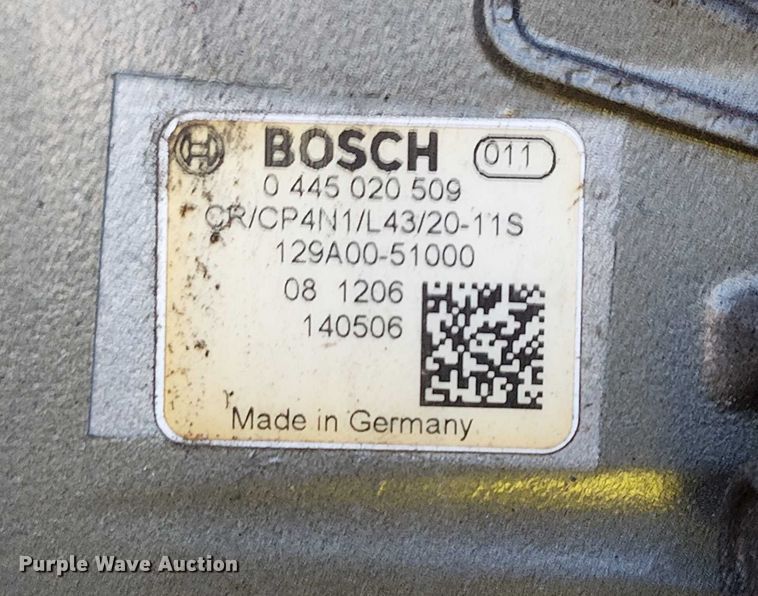 BOSCH 011
0 445 020 509
CR/CP4N1/L43/20-11S
129A00-51000
08 1206
140506
Made in Germany
Purple Wave Auction